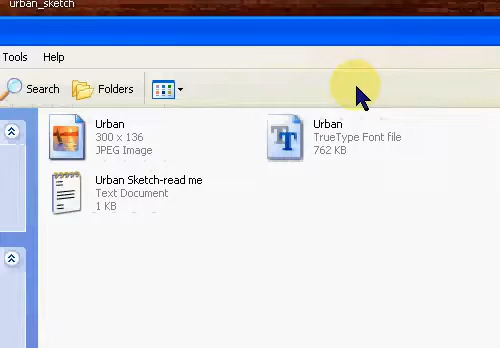 urban_sketch
Tools Help
Search Folders
Urban
300 x 136
JPEG Image
Urban
TrueType Font file
762 KB
Urban Sketch-read me
Text Document
1 KB